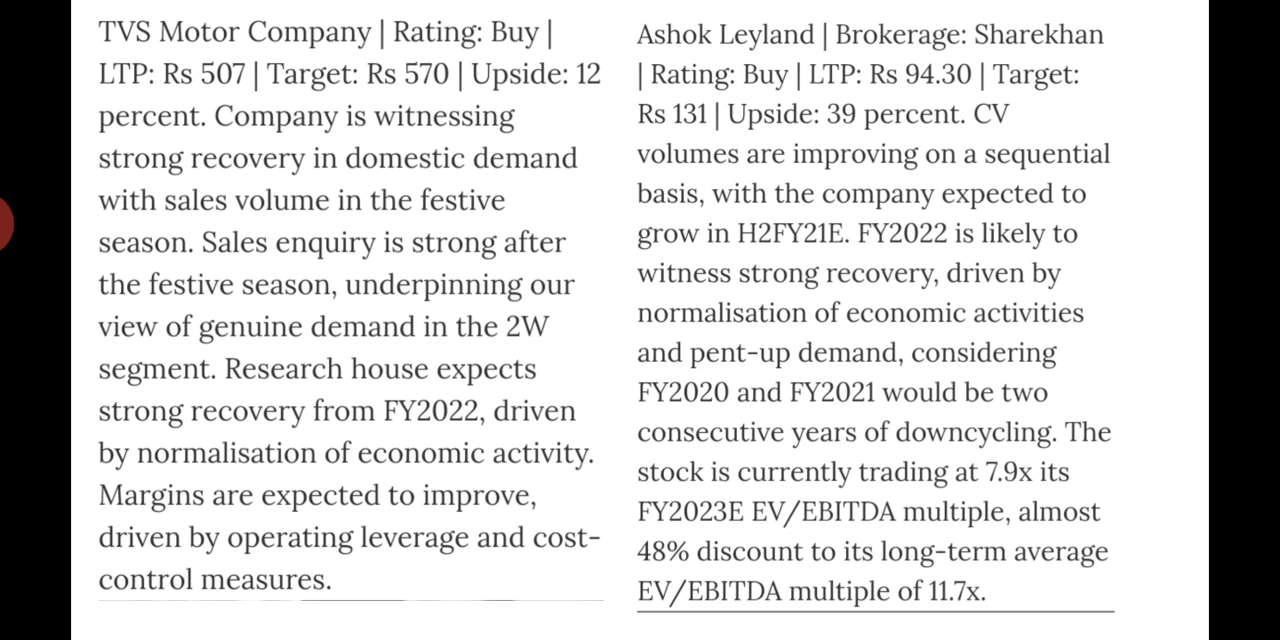 TVS Motor Company | Rating: Buy |
LTP: Rs 507 | Target: Rs 570 | Upside: 12
percent. Company is witnessing
strong recovery in domestic demand
with sales volume in the festive
season. Sales enquiry is strong after
the festive season, underpinning our
view of genuine demand in the 2W
segment. Research house expects
strong recovery from FY2022, driven
by normalisation of economic activity.
Margins are expected to improve,
driven by operating leverage and cost-
control measures.
Ashok Leyland | Brokerage: Sharekhan
| Rating: Buy | LTP: Rs 94.30 | Target:
Rs 131 | Upside: 39 percent. CV
volumes are improving on a sequential
basis, with the company expected to
grow in H2FY21E. FY2022 is likely to
witness strong recovery, driven by
normalisation of economic activities
and pent-up demand, considering
FY2020 and FY2021 would be two
consecutive years of downcycling. The
stock is currently trading at 7.9x its
FY2023E EV/EBITDA multiple, almost
48% discount to its long-term average
EV/EBITDA multiple of 11.7x.